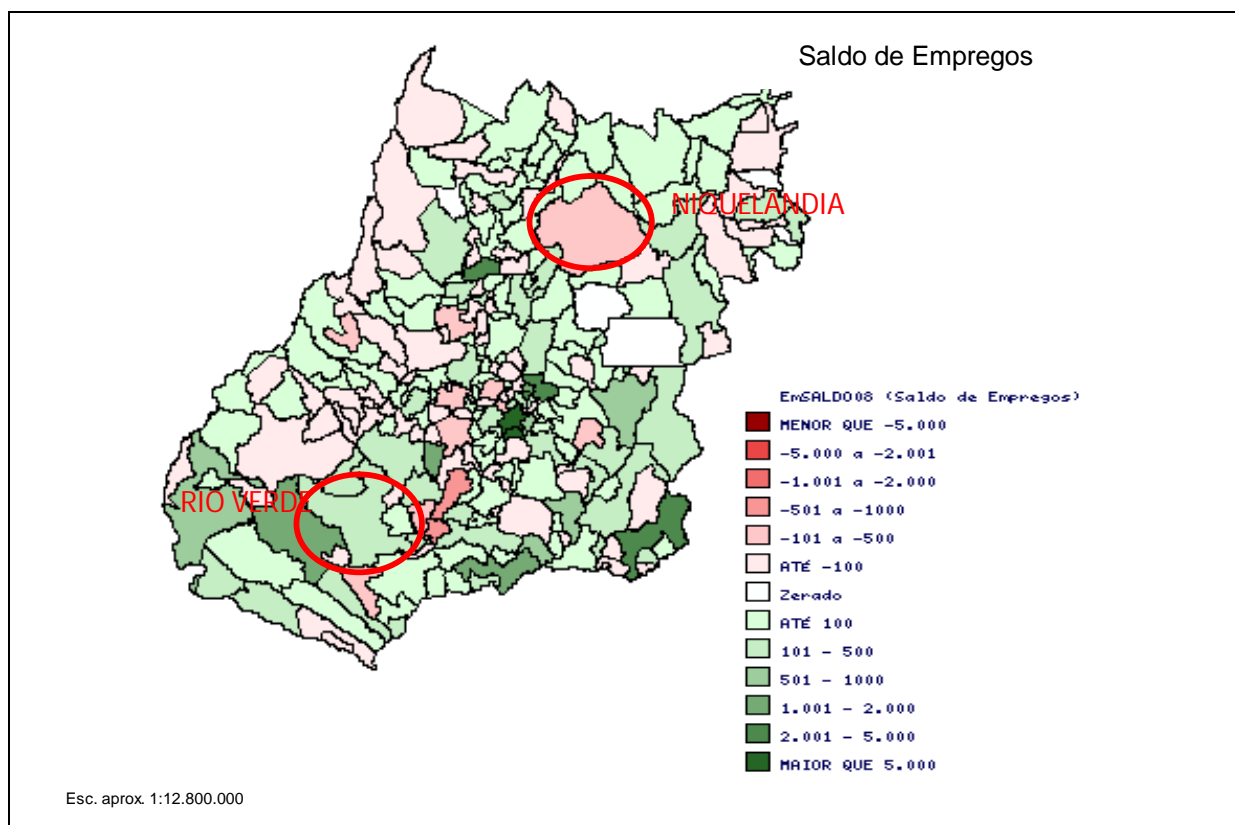 Saldo de Empregos
NIQUELÂNDIA
RIO VERDE
EmSALDO08 (Saldo de Empregos)
MENOR QUE -5.000
-5.000 a -2.001
-1.001 a -2.000
-501 a -1000
-101 a -500
ATÉ -100
Zerado
ATÉ 100
101 - 500
501 - 1000
1.001 - 2.000
2.001 - 5.000
MAIOR QUE 5.000
Esc. aprox. 1:12.800.000